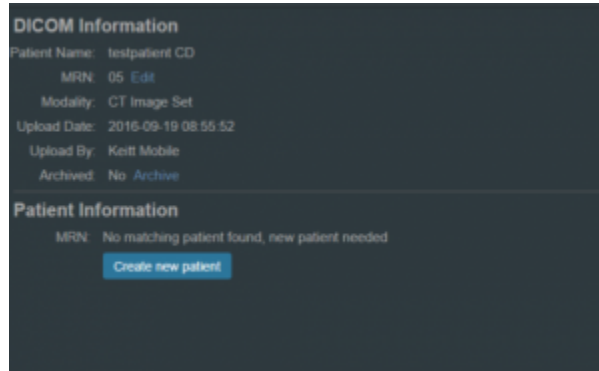 DICOM Information
Patient Name: testpatient CD
MRN: 05 Edit
Modality: CT Image Set
Upload Date: 2016-09-19 08:55:52
Upload By: Keitt Mobile
Archived: No Archive
Patient Information
MRN: No matching patient found, new patient needed
Create new patient